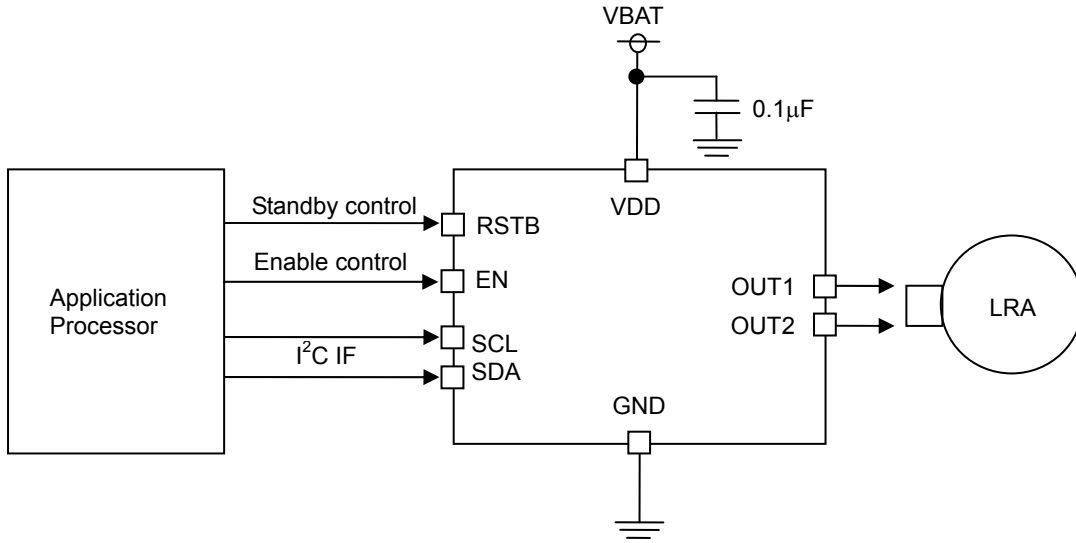 VBAT
0.1μF
VDD
Standby control
RSTB
Enable control
EN
Application
Processor
I²C IF
SCL
SDA
OUT1
OUT2
LRA
GND